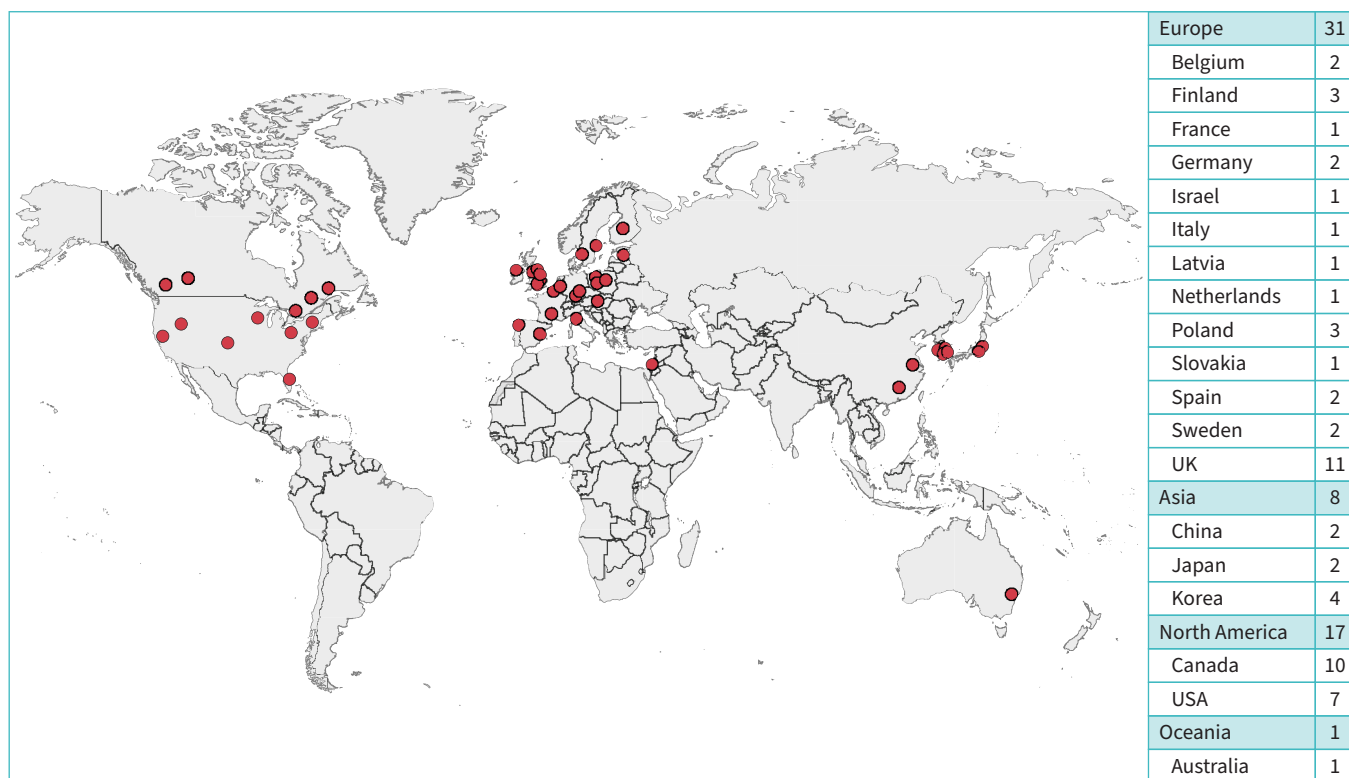 Europe 31
Belgium 2
Finland 3
France 1
Germany 2
Israel 1
Italy 1
Latvia 1
Netherlands 1
Poland 3
Slovakia 1
Spain 2
Sweden 2
UK 11
Asia 8
China 2
Japan 2
Korea 4
North America 17
Canada 10
USA 7
Oceania 1
Australia 1